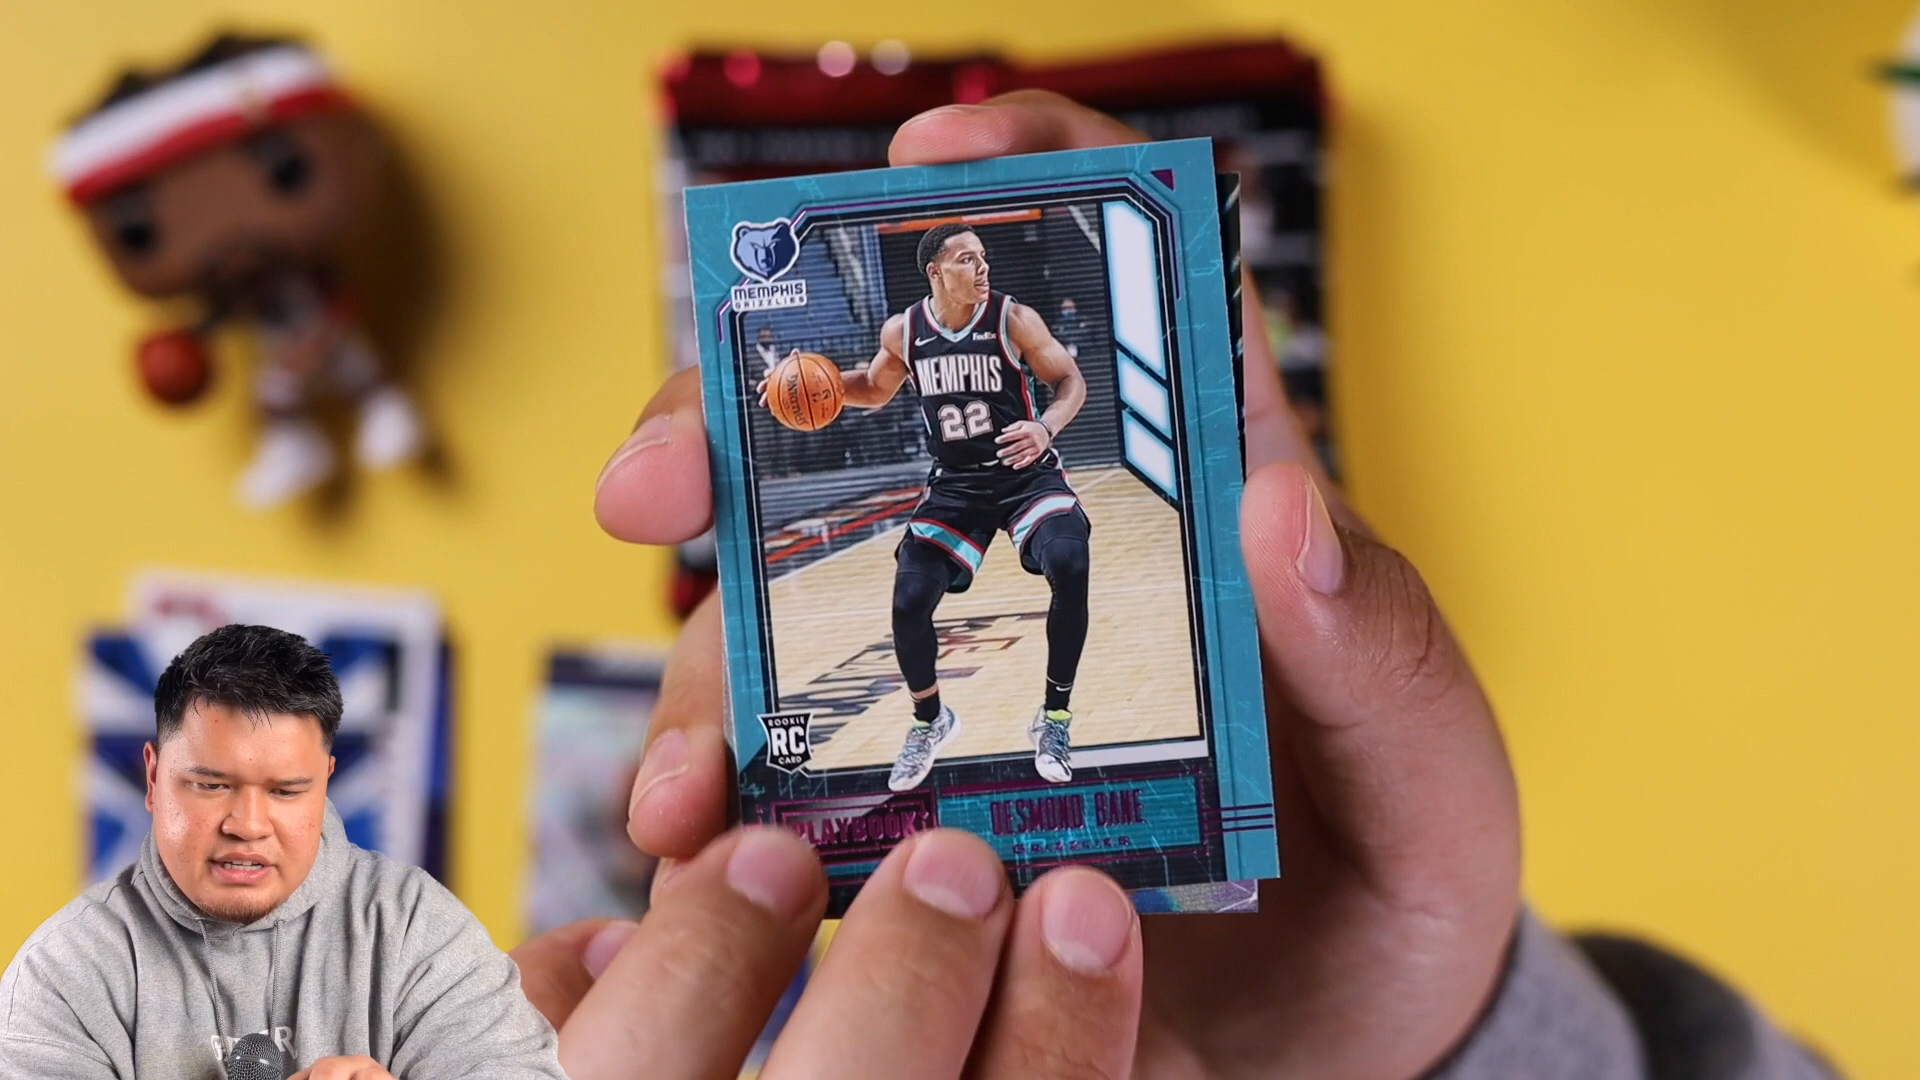 MEMPHIS
GRIZZLIES
FedEx
MEMPHIS
22
SPALDING
ROOKIE
RC
CARD
PLAYBOOK
DESMOND BANE
GRIZZLIES